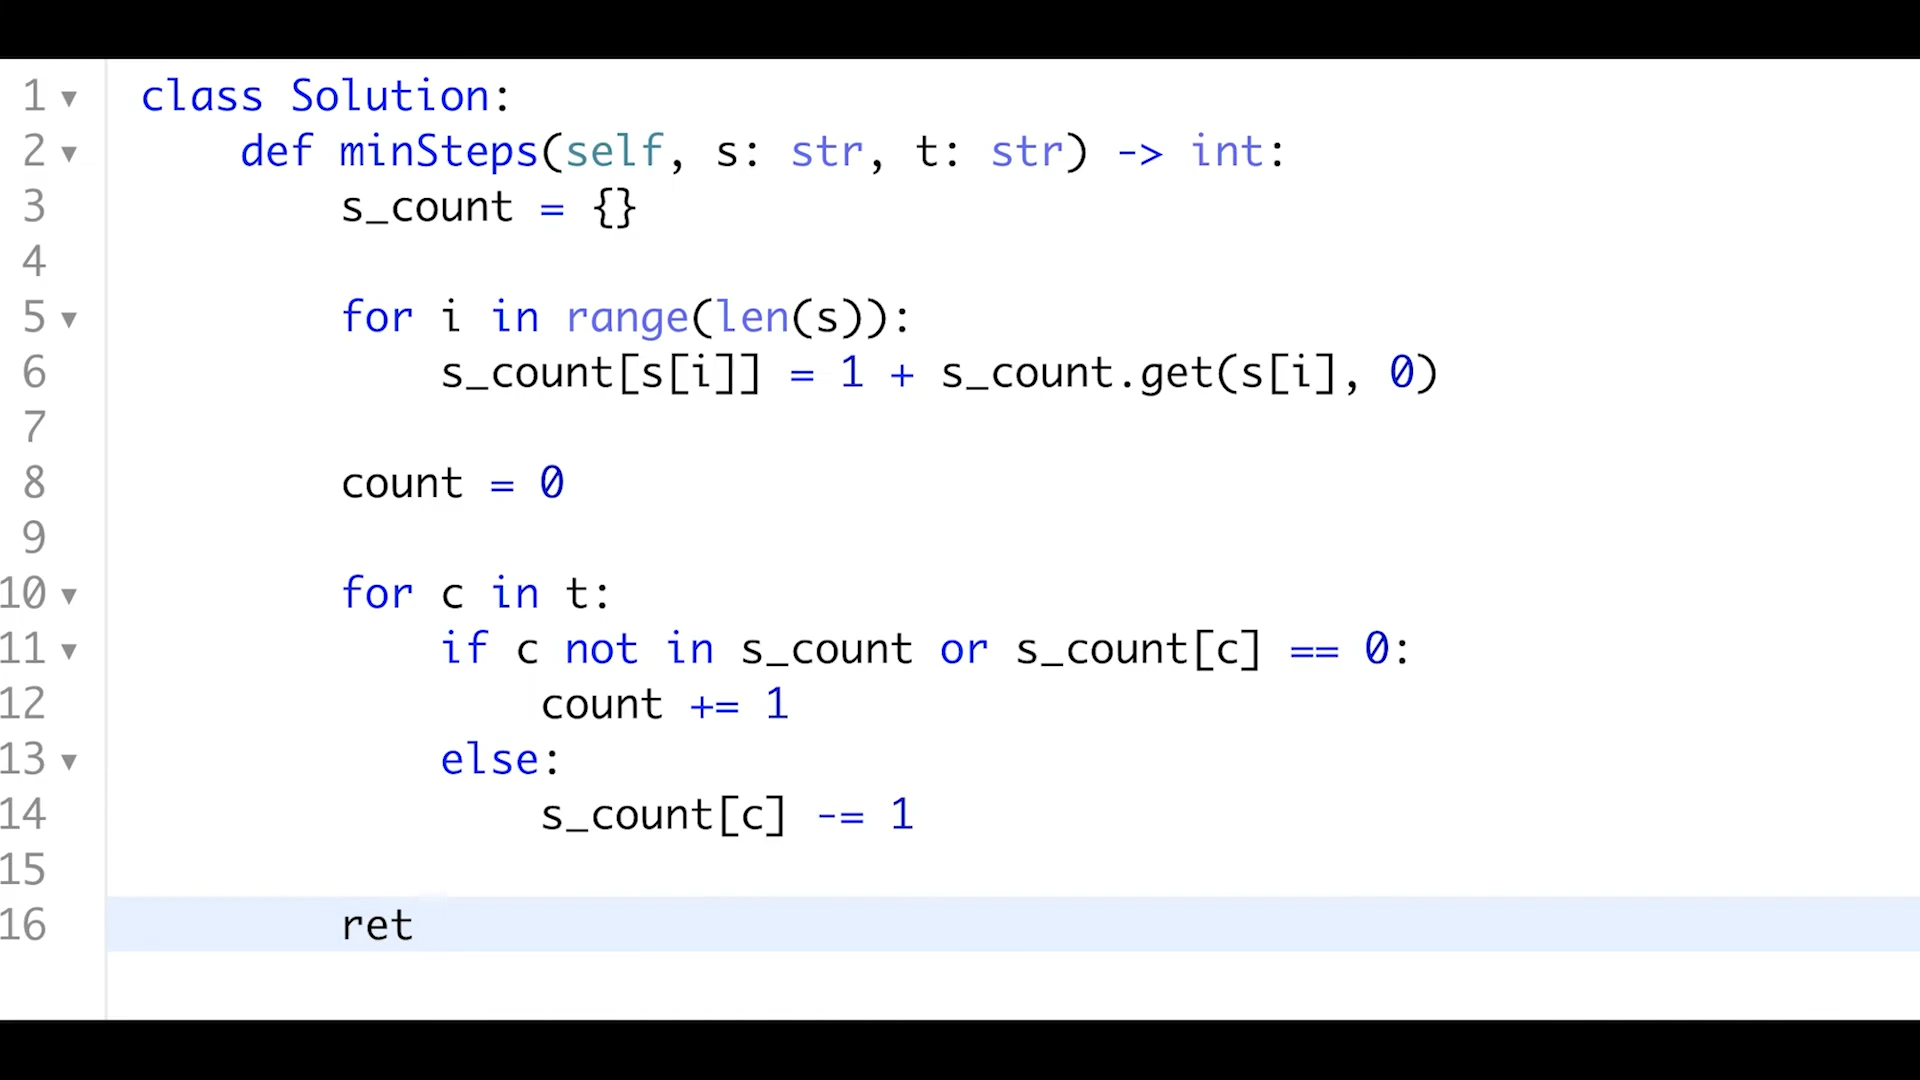 1 class Solution:
2 def minSteps(self, s: str, t: str) -> int:
3 s_count = {}
4
5 for i in range(len(s)):
6 s_count[s[i]] = 1 + s_count.get(s[i], 0)
7
8 count = 0
9
10 for c in t:
11 if c not in s_count or s_count[c] == 0:
12 count += 1
13 else:
14 s_count[c] -= 1
15
16 ret